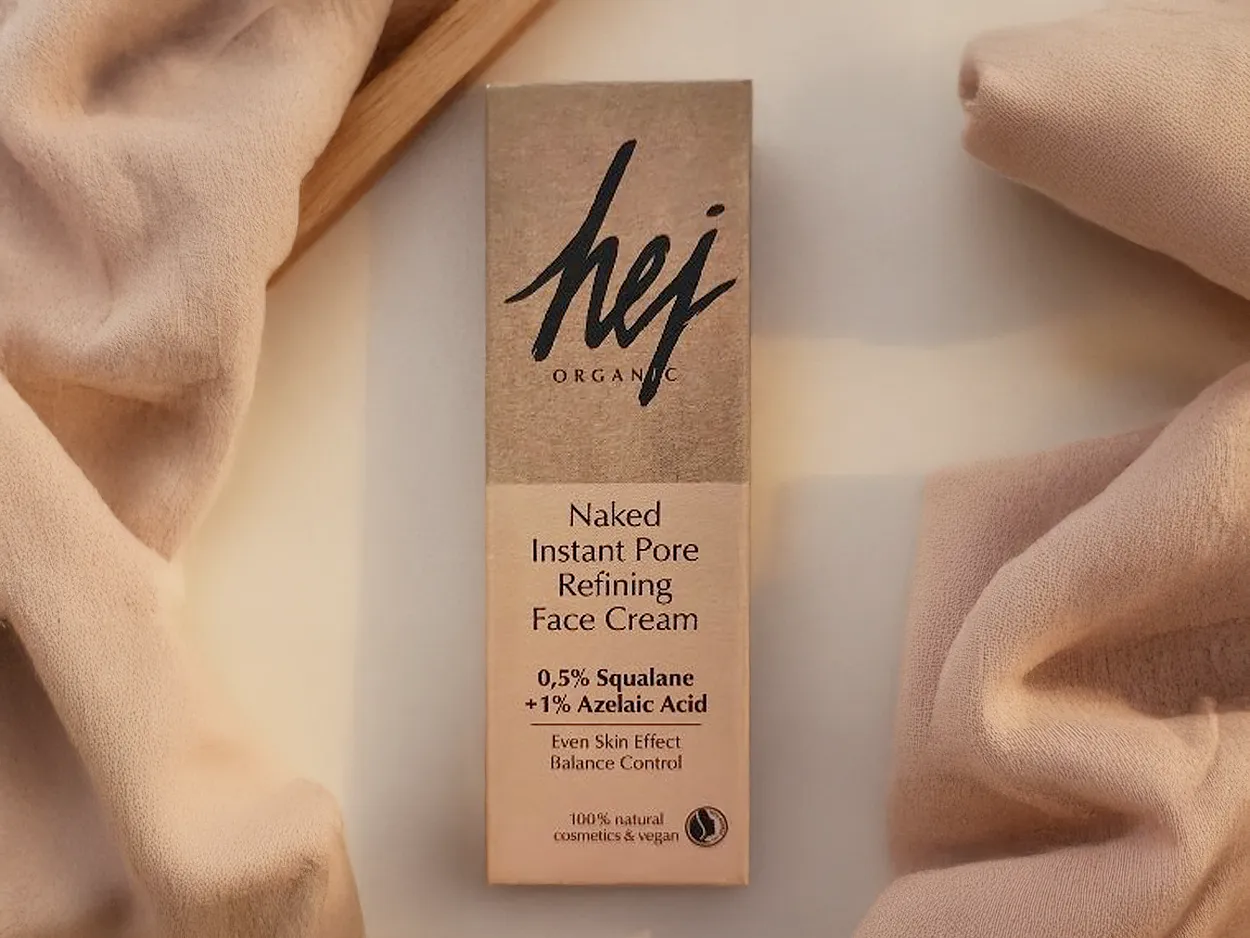 hej
ORGANIC
Naked
Instant Pore
Refining
Face Cream
0,5% Squalane
+1% Azelaic Acid
Even Skin Effect
Balance Control
100% natural
cosmetics & vegan